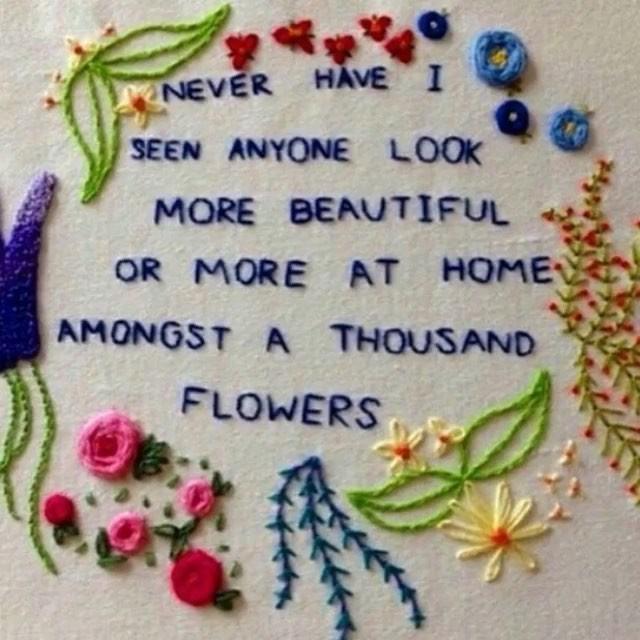 NEVER HAVE I
SEEN ANYONE LOOK
MORE BEAUTIFUL
OR MORE AT HOME
AMONGST A THOUSAND
FLOWERS